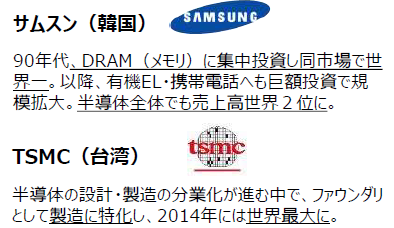 サムスン（韓国） SAMSUNG
90年代、DRAM（メモリ）に集中投資し同市場で世
界一。以降、有機EL・携帯電話へも巨額投資で規
模拡大。半導体全体でも売上高世界２位に。
TSMC（台湾） tsmc
半導体の設計・製造の分業化が進む中で、ファウンダリ
として製造に特化し、2014年には世界最大に。